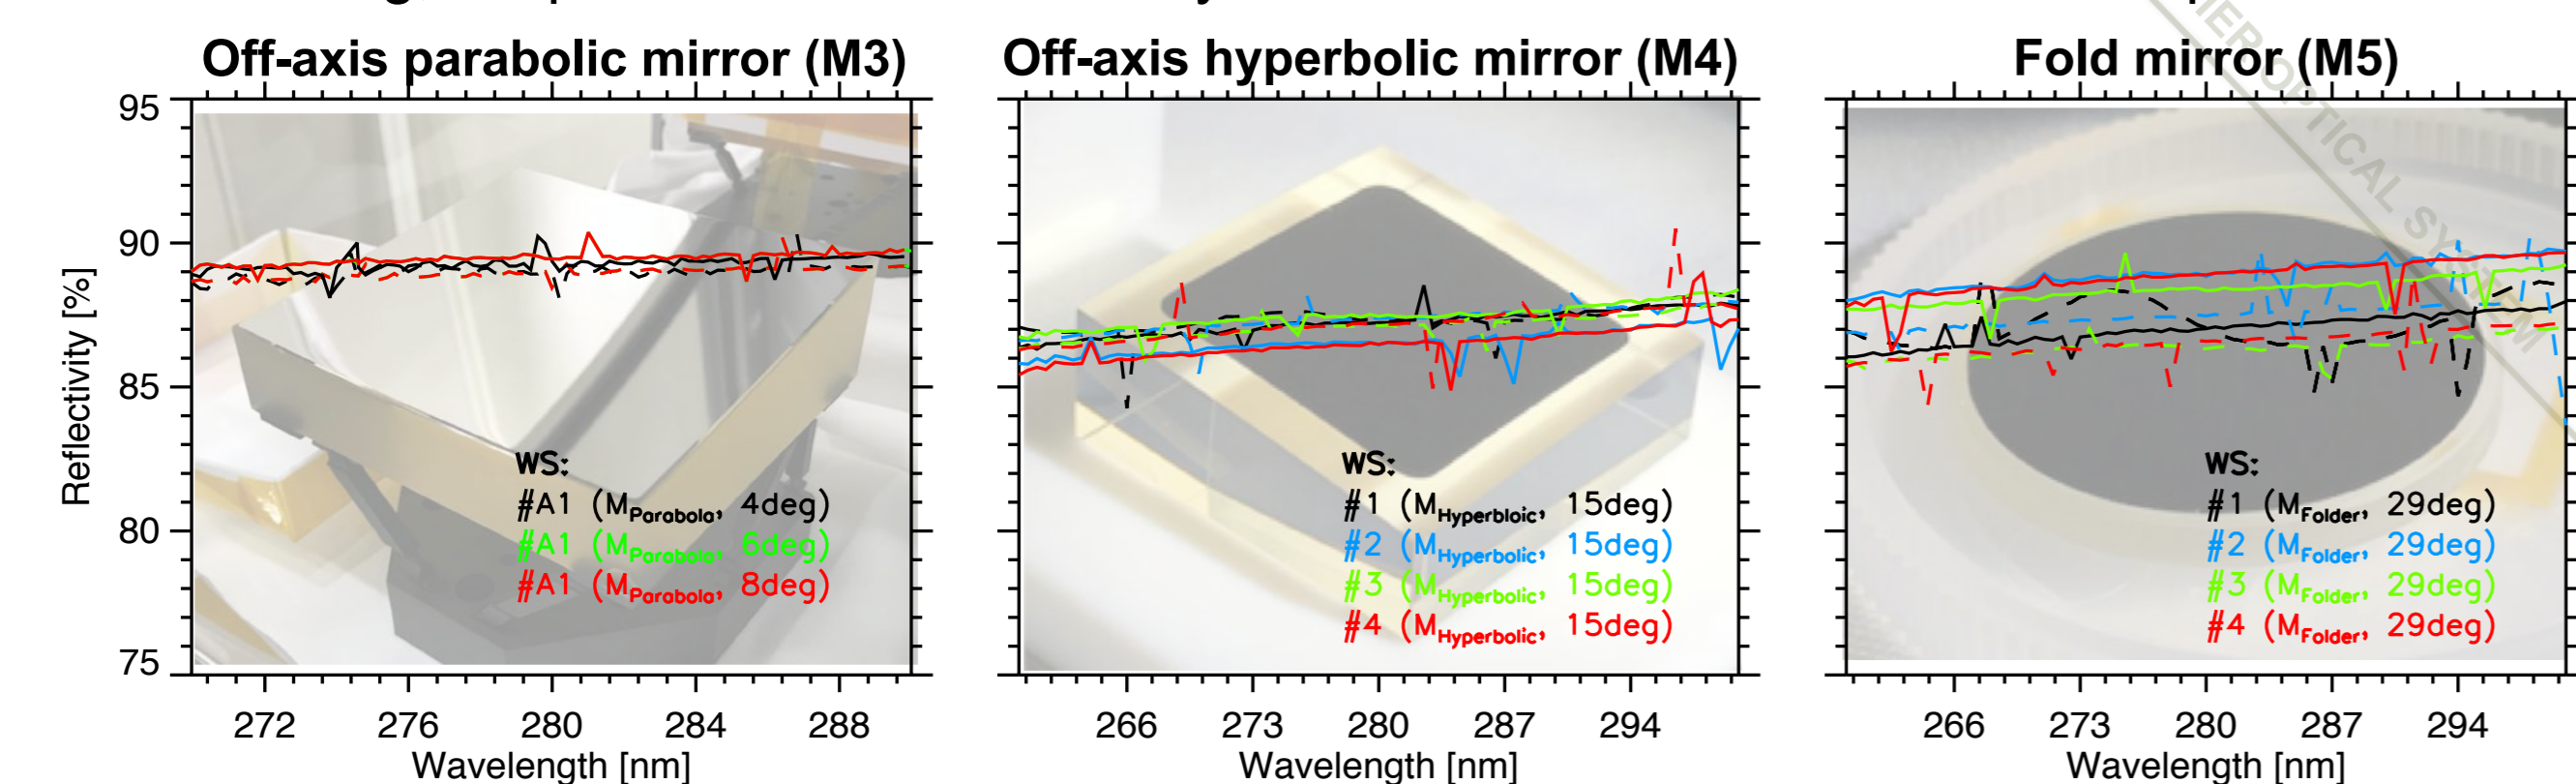 Off-axis parabolic mirror (M3)
Off-axis hyperbolic mirror (M4)
Fold mirror (M5)
95
90
85
80
75
Reflectivity [%]
WS:
#A1 (MParabola, 4deg)
#A1 (MParabola, 6deg)
#A1 (MParabola, 8deg)
272 276 280 284 288
Wavelength [nm]
WS:
#1 (MHyperbloic, 15deg)
#2 (MHyperbolic, 15deg)
#3 (MHyperbolic, 15deg)
#4 (MHyperbolic, 15deg)
266 273 280 287 294
Wavelength [nm]
WS:
#1 (MFolder, 29deg)
#2 (MFolder, 29deg)
#3 (MFolder, 29deg)
#4 (MFolder, 29deg)
266 273 280 287 294
Wavelength [nm]
OPTICAL SYSTEM